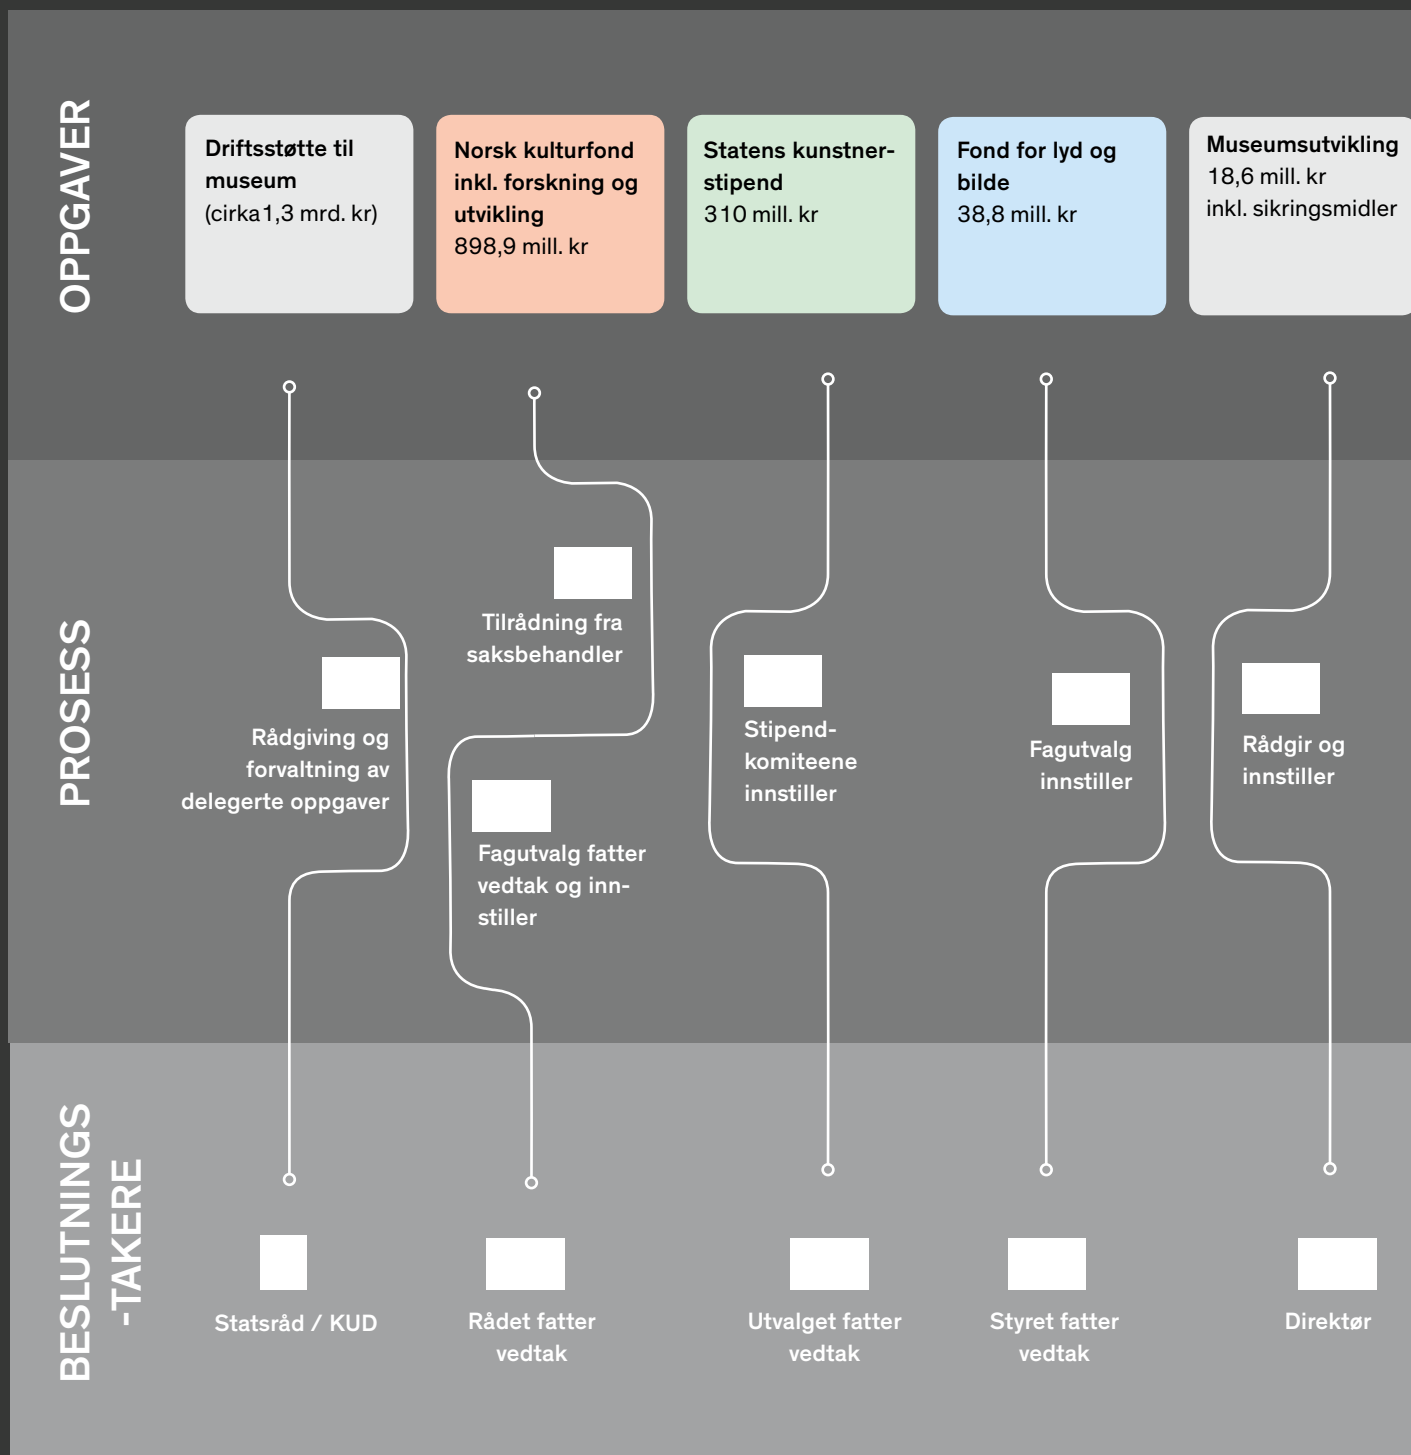 OPPGAVER
Driftsstøtte til
museum
(cirka1,3 mrd. kr)
Norsk kulturfond
inkl. forskning og
utvikling
898,9 mill. kr
Statens kunstner-
stipend
310 mill. kr
Fond for lyd og
bilde
38,8 mill. kr
Museumsutvikling
18,6 mill. kr
inkl. sikringsmidler
PROSESS
Rådgiving og
forvaltning av
delegerte oppgaver
Tilrådning fra
saksbehandler
Fagutvalg fatter
vedtak og inn-
stiller
Stipend-
komiteene
innstiller
Fagutvalg
innstiller
Rådgir og
innstiller
BESLUTNINGS
-TAKERE
Statsråd / KUD
Rådet fatter
vedtak
Utvalget fatter
vedtak
Styret fatter
vedtak
Direktør